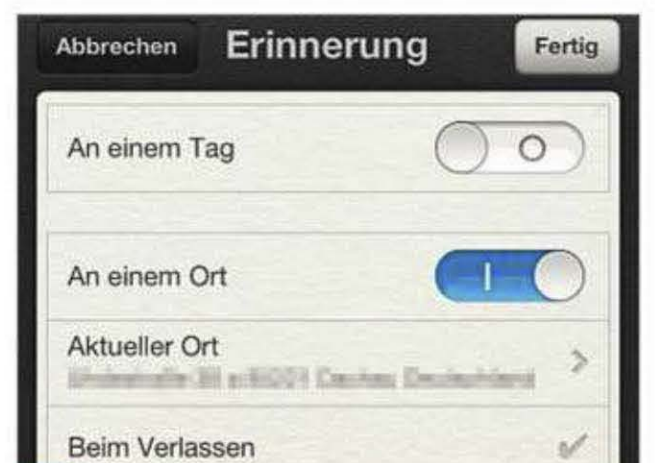 Abbrechen
Erinnerung
Fertig
An einem Tag
An einem Ort
Aktueller Ort
Beim Verlassen